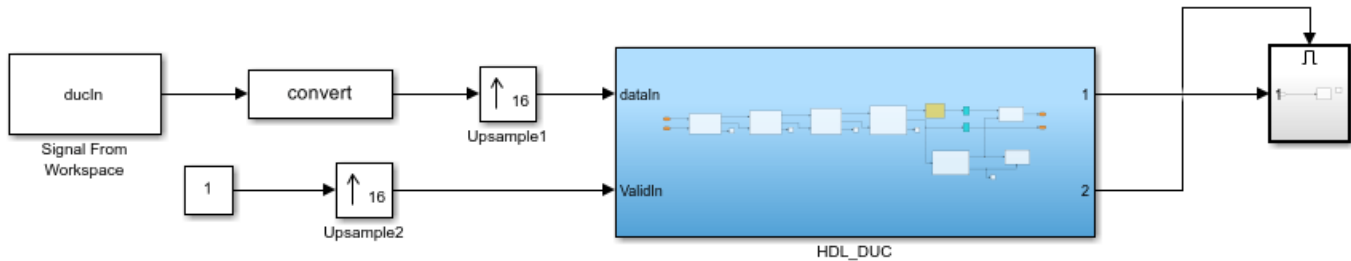 ducIn
convert
16
Upsample1
dataIn
1
1
Signal From
Workspace
1
16
Upsample2
ValidIn
2
HDL_DUC